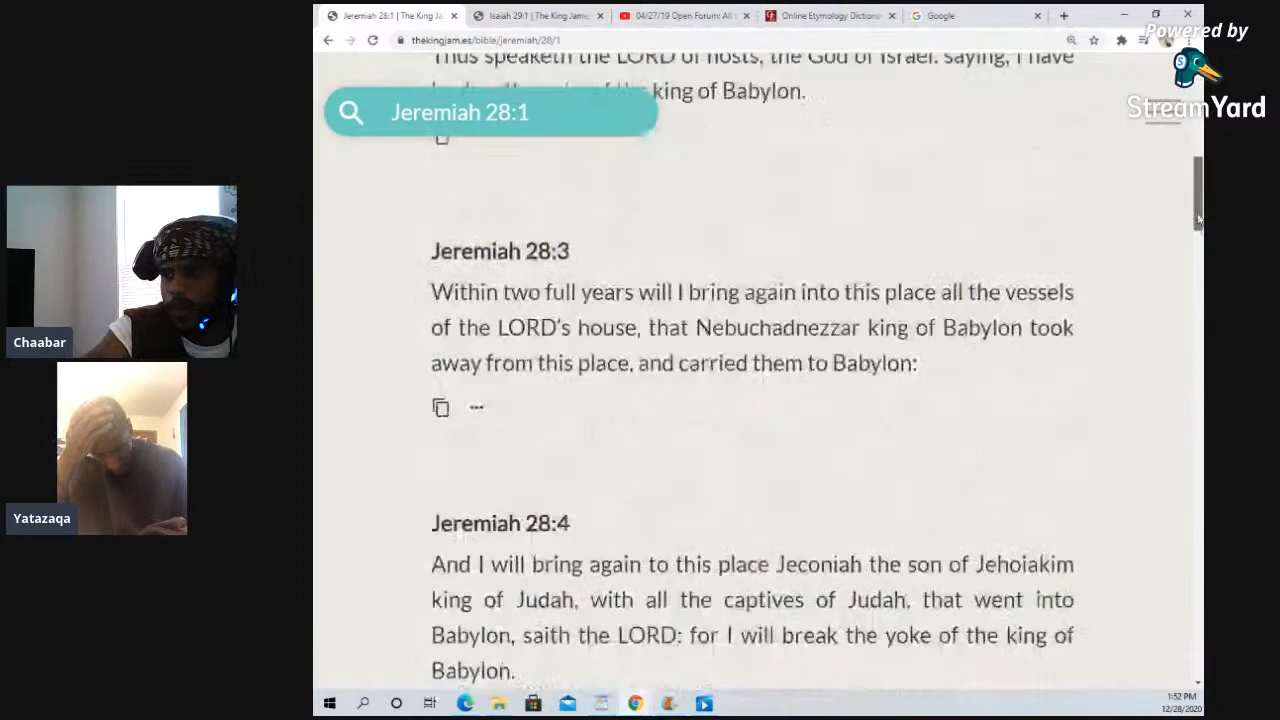 Jeremiah 28:1 | The King Ja
Isaiah 29:1 | The King Jame
04/27/19 Open Forum: All
Online Etymology Dictiona
Google
thekingjam.es/bible/jeremiah/28/1
Powered by
StreamYard
Thus speaketh the LORD of hosts, the God of Israel, saying, I have
king of Babylon.
Jeremiah 28:1
Jeremiah 28:3
Within two full years will I bring again into this place all the vessels
of the LORD's house, that Nebuchadnezzar king of Babylon took
away from this place, and carried them to Babylon:
Jeremiah 28:4
And I will bring again to this place Jeconiah the son of Jehoiakim
king of Judah, with all the captives of Judah, that went into
Babylon, saith the LORD: for I will break the yoke of the king of
Babylon.
Chaabar
Yatazaqa
1:52 PM
12/28/2020